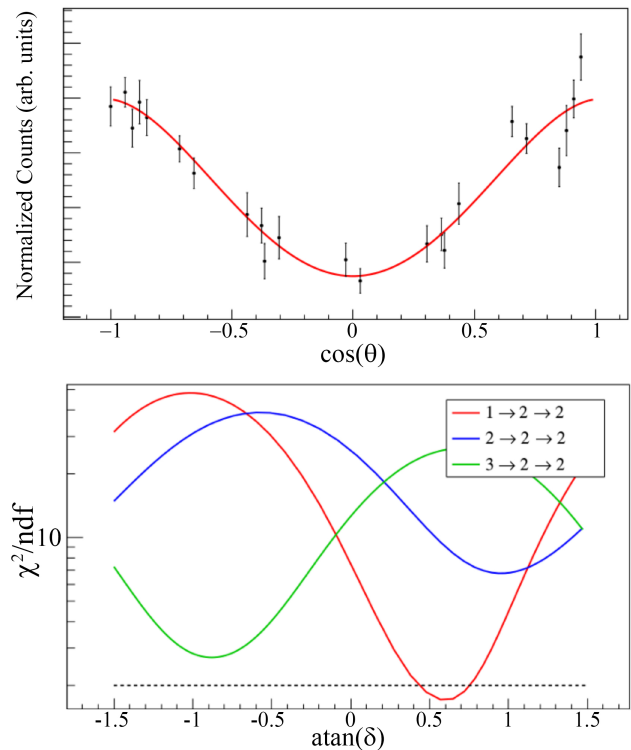 Normalized Counts (arb. units)
−1 −0.5 0 0.5 1
cos(θ)
1→2→2
2→2→2
3→2→2
χ²/ndf
10
-1.5 -1 -0.5 0 0.5 1 1.5
atan(δ)